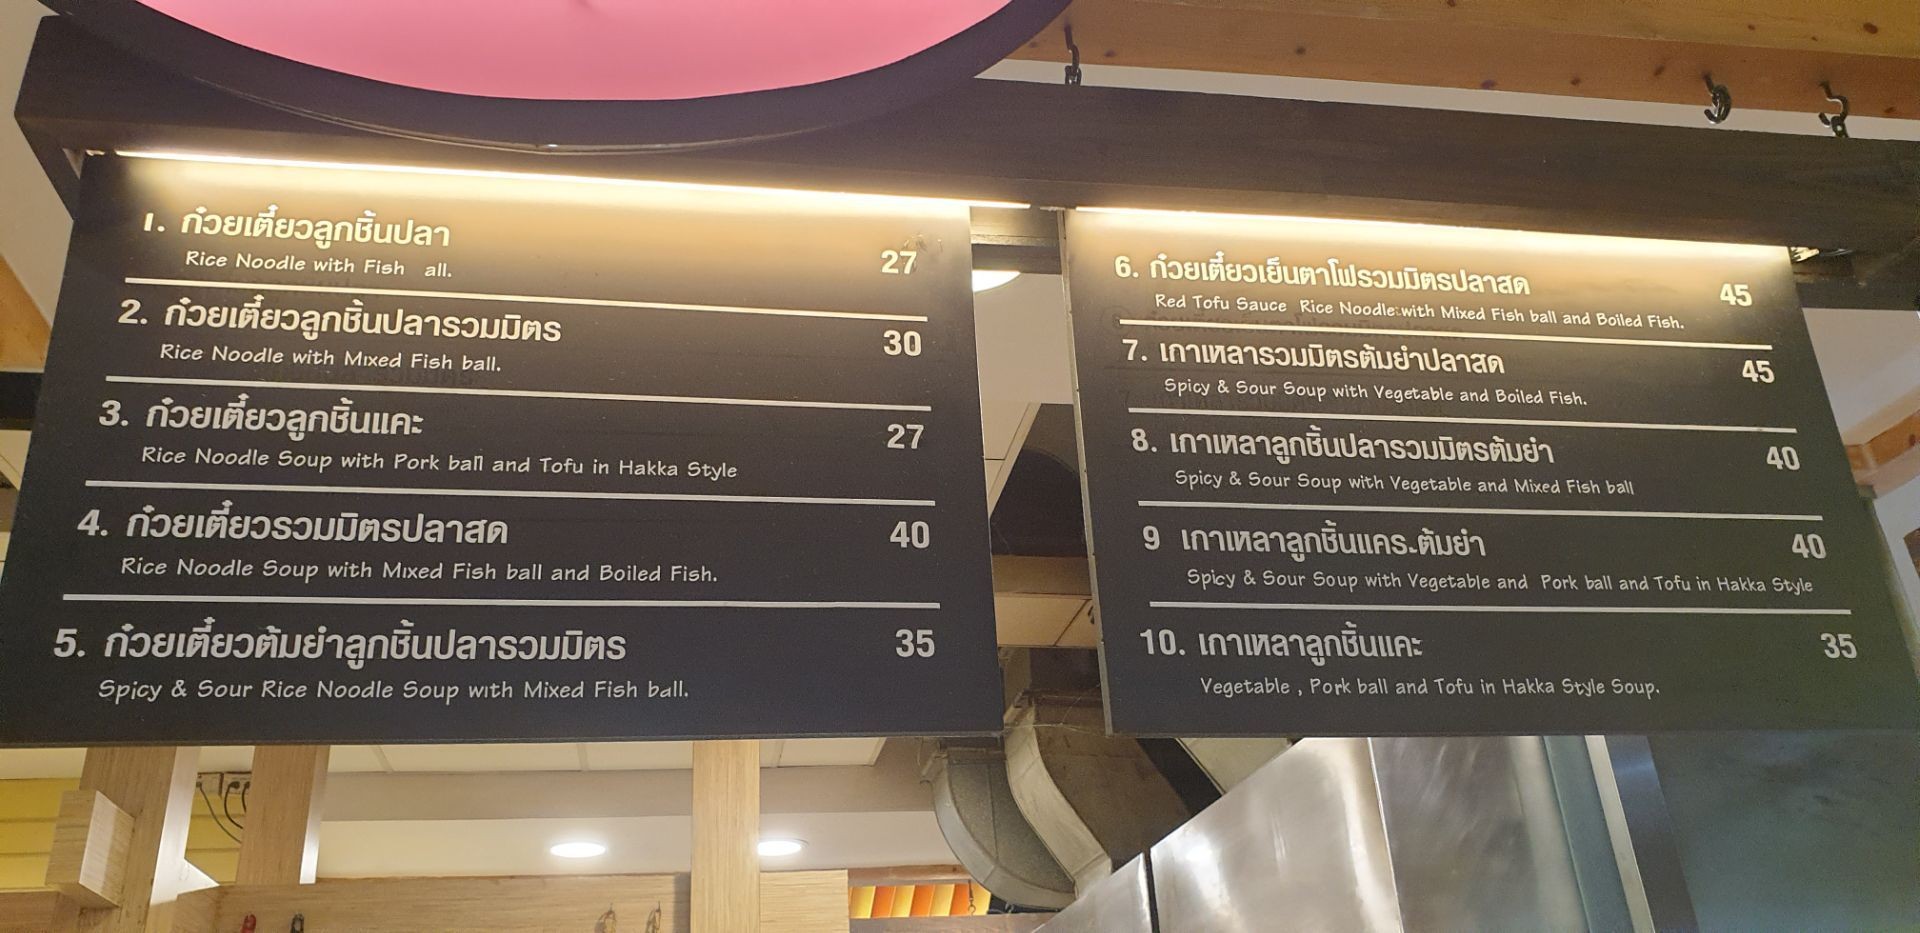 1. ก๋วยเตี๋ยวลูกชิ้นปลา 27
Rice Noodle with Fish all.
2. ก๋วยเตี๋ยวลูกชิ้นปลารวมมิตร 30
Rice Noodle with Mixed Fish ball.
3. ก๋วยเตี๋ยวลูกชิ้นแคะ 27
Rice Noodle Soup with Pork ball and Tofu in Hakka Style
4. ก๋วยเตี๋ยวรวมมิตรปลาสด 40
Rice Noodle Soup with Mixed Fish ball and Boiled Fish.
5. ก๋วยเตี๋ยวต้มยำลูกชิ้นปลารวมมิตร 35
Spicy & Sour Rice Noodle Soup with Mixed Fish ball.
6. ก๋วยเตี๋ยวเย็นตาโฟรวมมิตรปลาสด 45
Red Tofu Sauce Rice Noodle with Mixed Fish ball and Boiled Fish.
7. เกาเหลารวมมิตรต้มยำปลาสด 45
Spicy & Sour Soup with Vegetable and Boiled Fish.
8. เกาเหลาลูกชิ้นปลารวมมิตรต้มยำ 40
Spicy & Sour Soup with Vegetable and Mixed Fish ball
9 เกาเหลาลูกชิ้นแคร.ต้มยำ 40
Spicy & Sour Soup with Vegetable and Pork ball and Tofu in Hakka Style
10. เกาเหลาลูกชิ้นแคะ 35
Vegetable , Pork ball and Tofu in Hakka Style Soup.